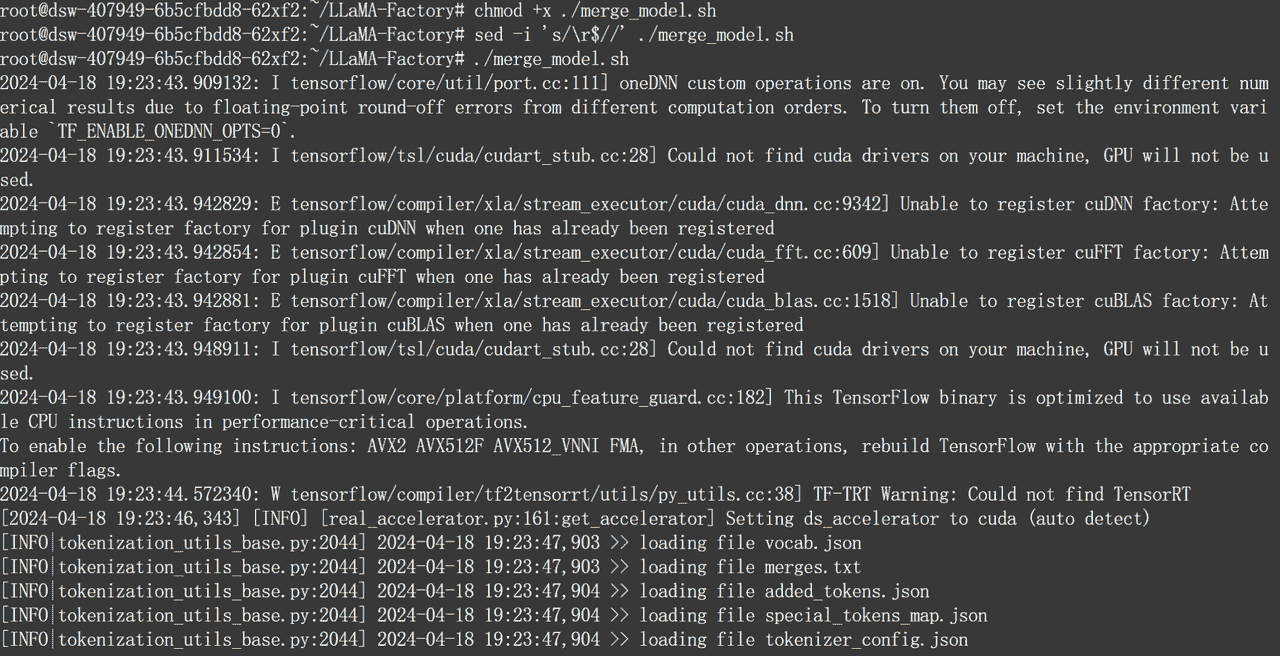 root@dsw-407949-6b5cfbdd8-62xf2:~/LLaMA-Factory# chmod +x ./merge_model.sh
root@dsw-407949-6b5cfbdd8-62xf2:~/LLaMA-Factory# sed -i 's/\r$//' ./merge_model.sh
root@dsw-407949-6b5cfbdd8-62xf2:~/LLaMA-Factory# ./merge_model.sh
2024-04-18 19:23:43.909132: I tensorflow/core/util/port.cc:111] oneDNN custom operations are on. You may see slightly different num
erical results due to floating-point round-off errors from different computation orders. To turn them off, set the environment vari
able `TF_ENABLE_ONEDNN_OPTS=0`.
2024-04-18 19:23:43.911534: I tensorflow/tsl/cuda/cudart_stub.cc:28] Could not find cuda drivers on your machine, GPU will not be u
sed.
2024-04-18 19:23:43.942829: E tensorflow/compiler/xla/stream_executor/cuda/cuda_dnn.cc:9342] Unable to register cuDNN factory: Atte
mpting to register factory for plugin cuDNN when one has already been registered
2024-04-18 19:23:43.942854: E tensorflow/compiler/xla/stream_executor/cuda/cuda_fft.cc:609] Unable to register cuFFT factory: Attem
pting to register factory for plugin cuFFT when one has already been registered
2024-04-18 19:23:43.942881: E tensorflow/compiler/xla/stream_executor/cuda/cuda_blas.cc:1518] Unable to register cuBLAS factory: At
tempting to register factory for plugin cuBLAS when one has already been registered
2024-04-18 19:23:43.948911: I tensorflow/tsl/cuda/cudart_stub.cc:28] Could not find cuda drivers on your machine, GPU will not be u
sed.
2024-04-18 19:23:43.949100: I tensorflow/core/platform/cpu_feature_guard.cc:182] This TensorFlow binary is optimized to use availab
le CPU instructions in performance-critical operations.
To enable the following instructions: AVX2 AVX512F AVX512_VNNI FMA, in other operations, rebuild TensorFlow with the appropriate co
mpiler flags.
2024-04-18 19:23:44.572340: W tensorflow/compiler/tf2tensorrt/utils/py_utils.cc:38] TF-TRT Warning: Could not find TensorRT
[2024-04-18 19:23:46,343] [INFO] [real_accelerator.py:161:get_accelerator] Setting ds_accelerator to cuda (auto detect)
[INFO|tokenization_utils_base.py:2044] 2024-04-18 19:23:47,903 >> loading file vocab.json
[INFO|tokenization_utils_base.py:2044] 2024-04-18 19:23:47,903 >> loading file merges.txt
[INFO|tokenization_utils_base.py:2044] 2024-04-18 19:23:47,904 >> loading file added_tokens.json
[INFO|tokenization_utils_base.py:2044] 2024-04-18 19:23:47,904 >> loading file special_tokens_map.json
[INFO|tokenization_utils_base.py:2044] 2024-04-18 19:23:47,904 >> loading file tokenizer_config.json